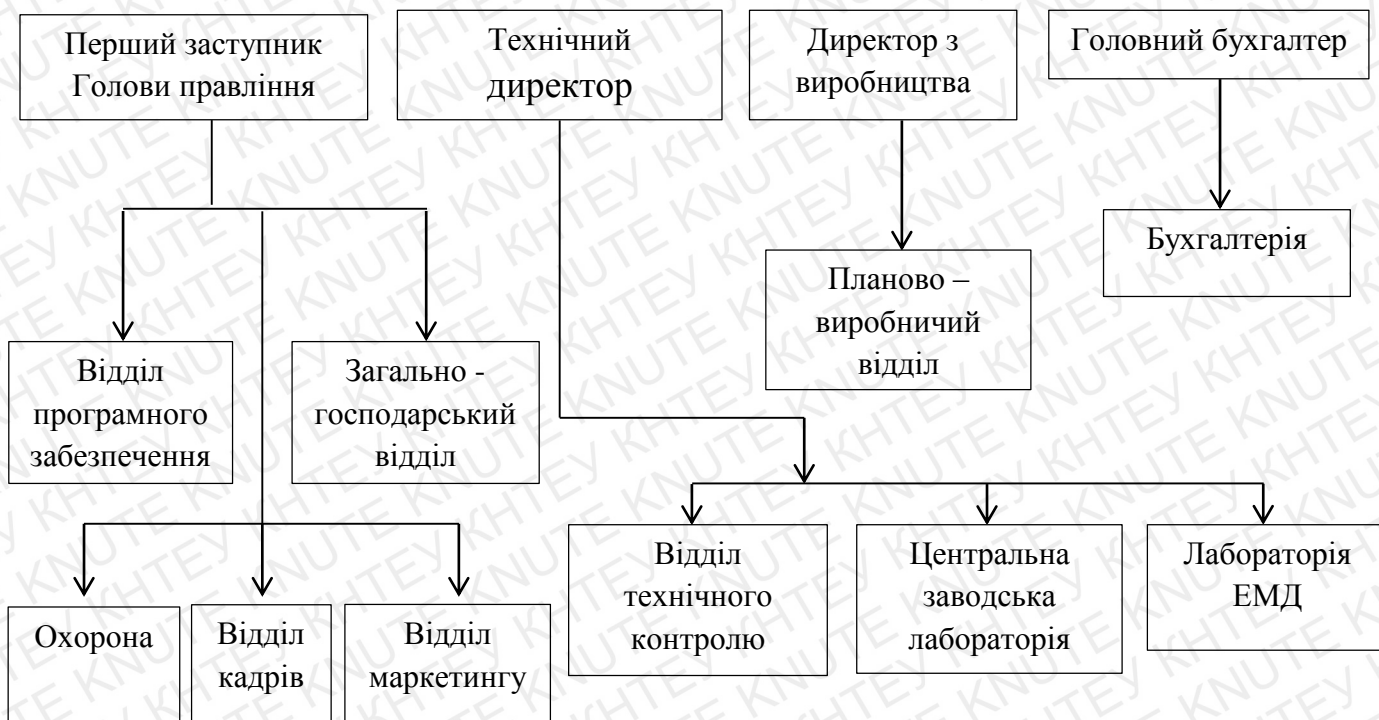 Перший заступник
Голови правління
Технічний
директор
Директор з
виробництва
Головний бухгалтер
Бухгалтерія
Планово –
виробничий
відділ
Відділ
програмного
забезпечення
Загально -
господарський
відділ
Відділ
технічного
контролю
Центральна
заводська
лабораторія
Лабораторія
ЕМД
Охорона
Відділ
кадрів
Відділ
маркетингу